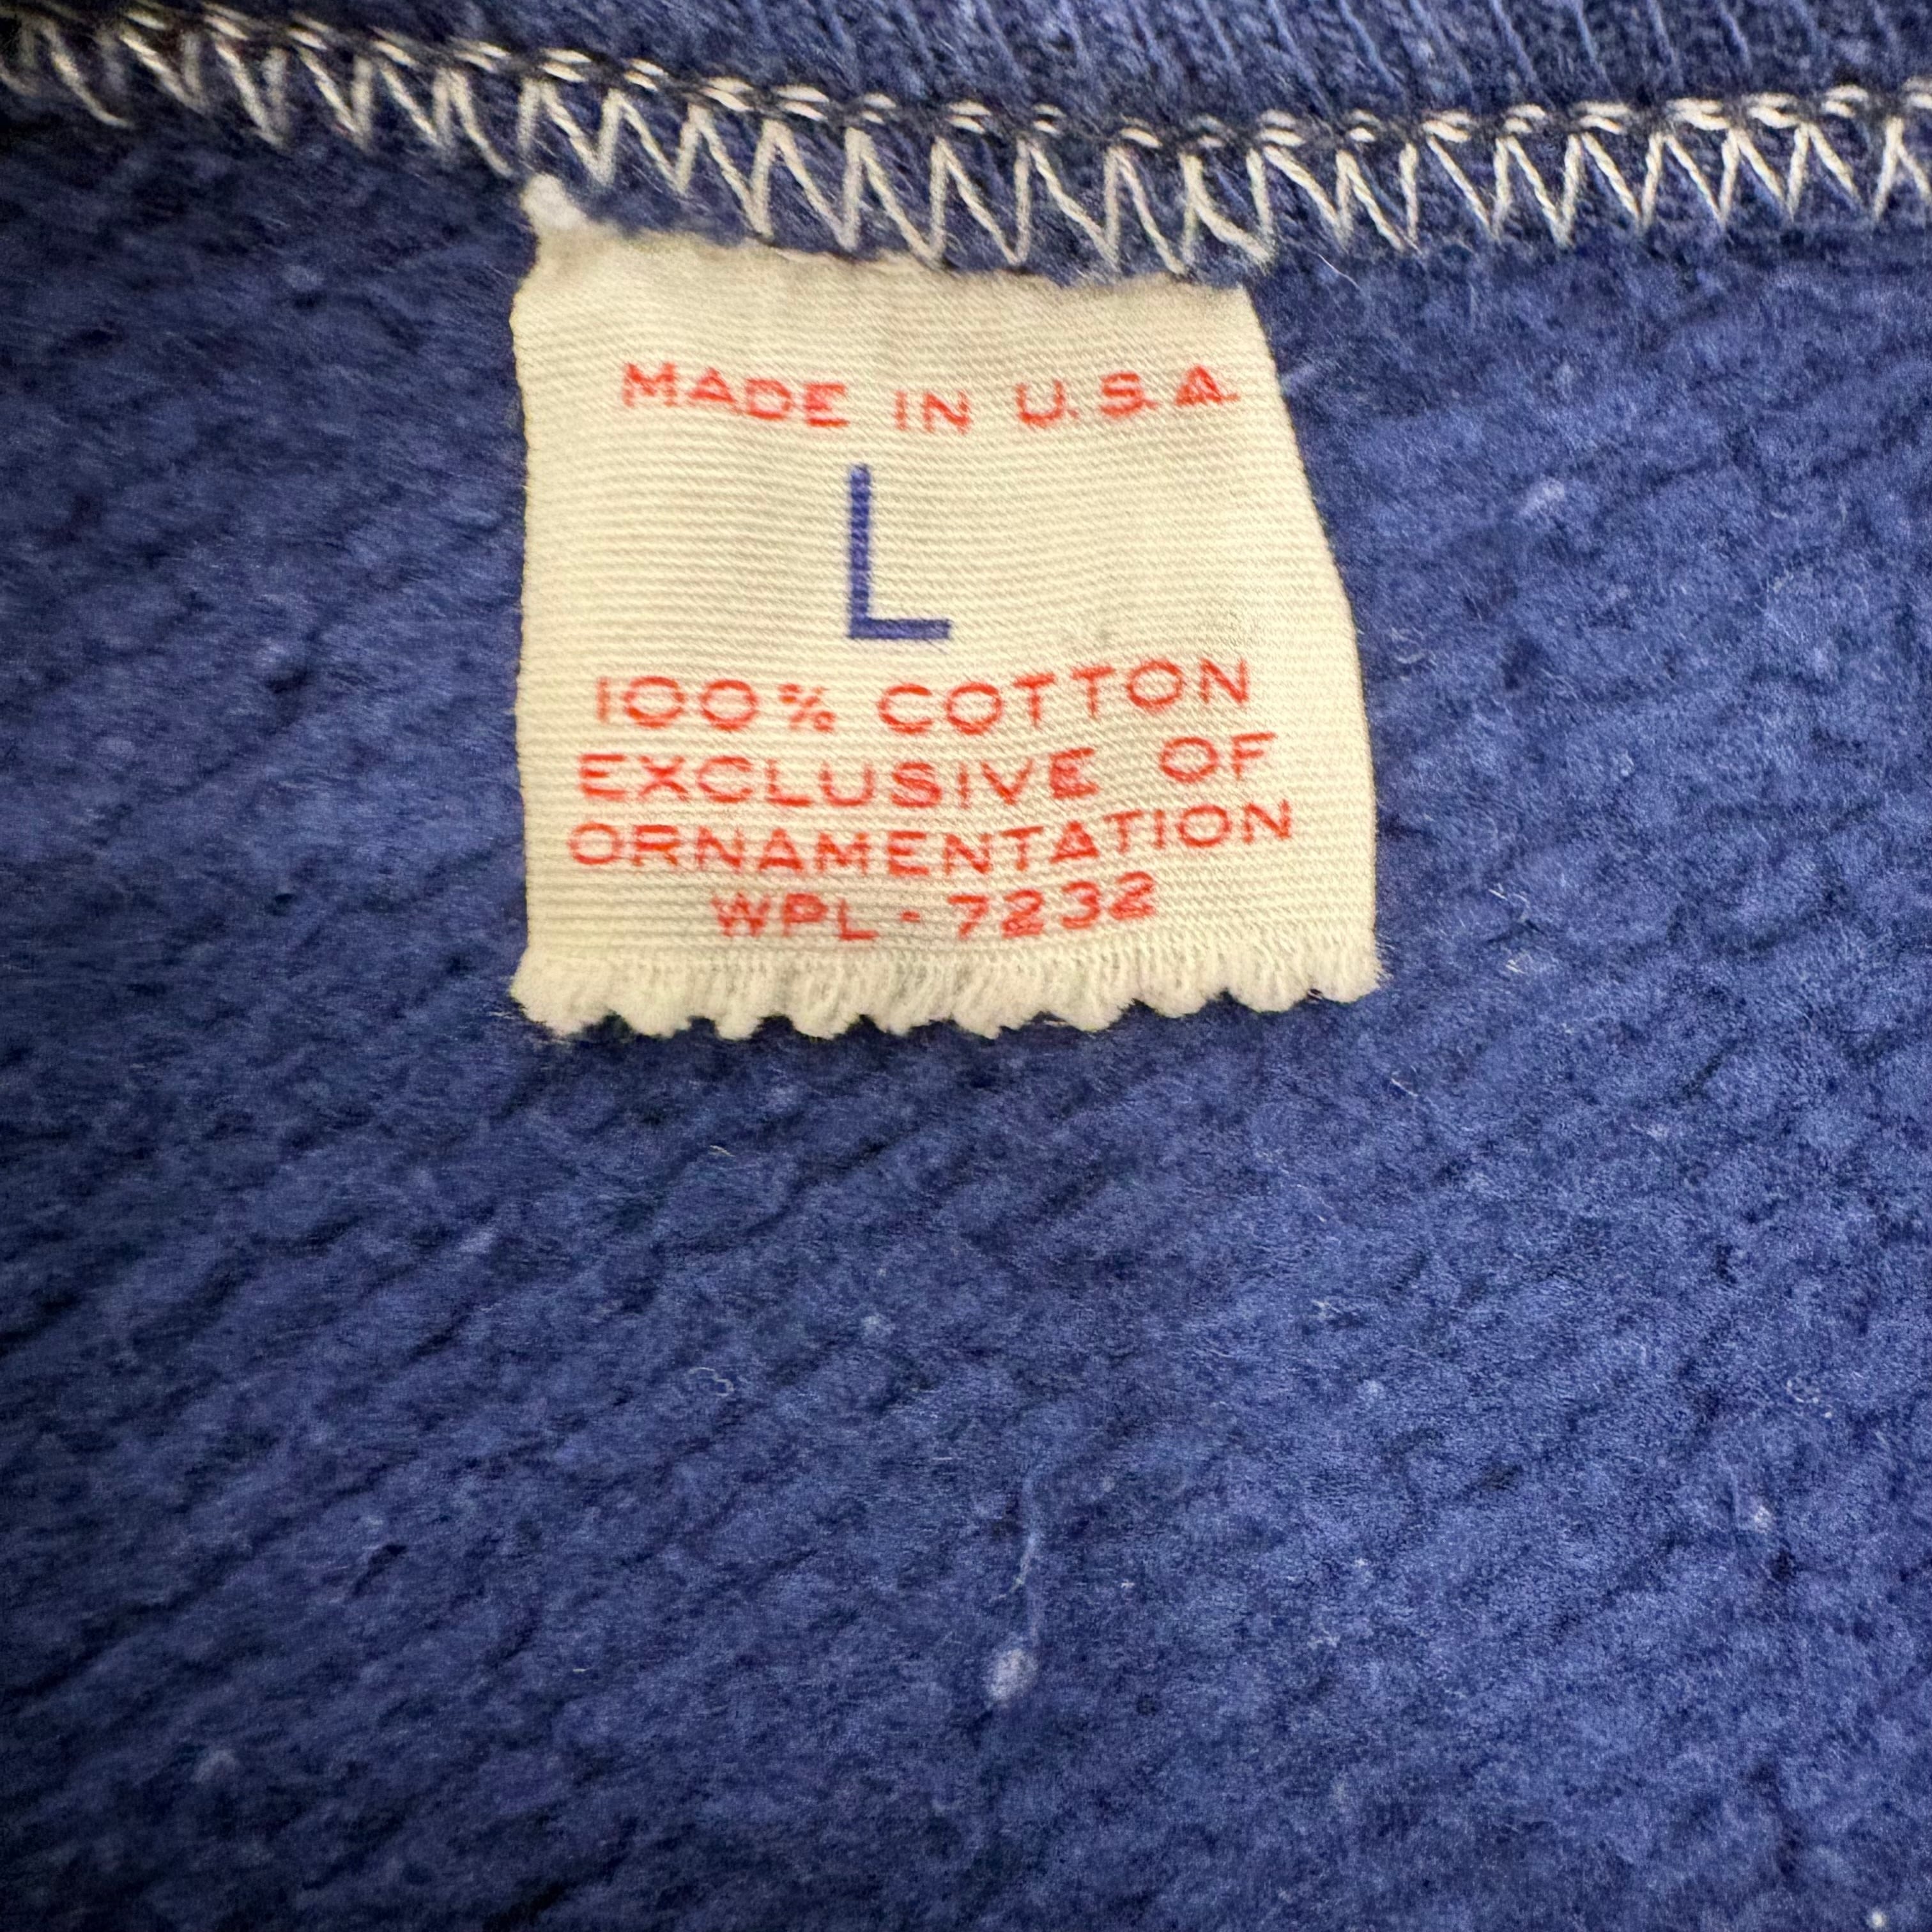 MADE IN U.S.A.
L
100% COTTON
EXCLUSIVE OF
ORNAMENTATION
WPL - 7232